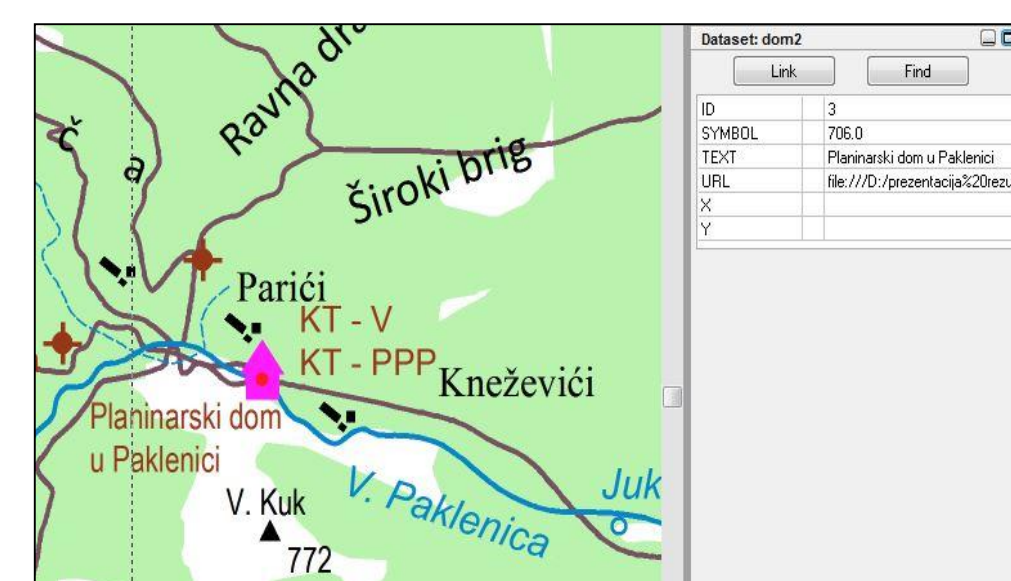 Ravna dra
č
a
Široki brig
Parići
KT - V
KT - PPP
Kneževići
Planinarski dom
u Paklenici
V. Kuk
772
V. Paklenica
Juk
Dataset: dom2
Link Find
ID 3
SYMBOL 706.0
TEXT Planinarski dom u Paklenici
URL file:///D:/prezentacija%20rezu
X
Y